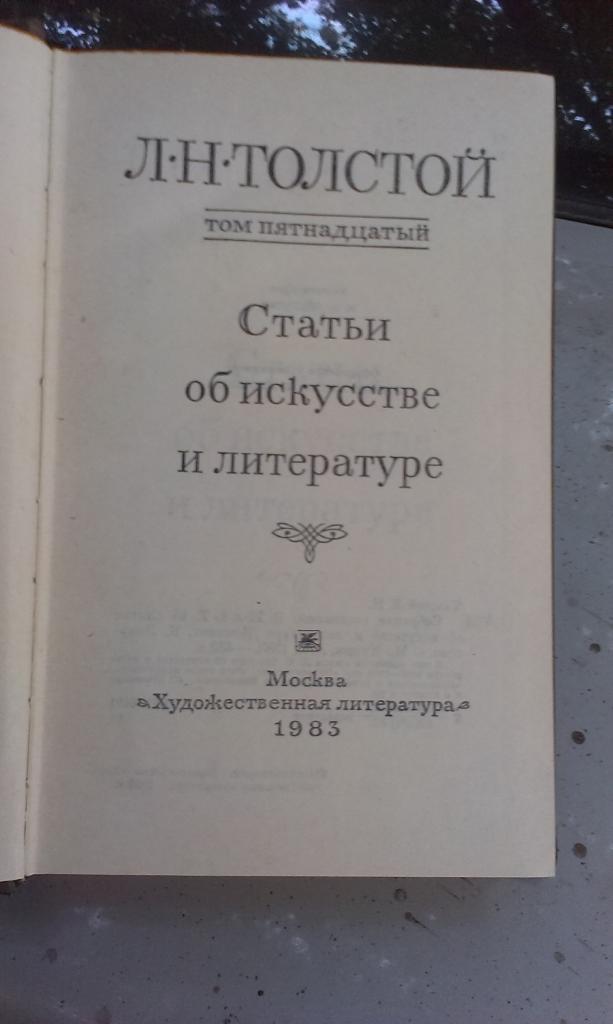 Л·Н·ТОЛСТОЙ
ТОМ ПЯТНАДЦАТЫЙ
Статьи
об искусстве
и литературе
Москва
«Художественная литература»
1983